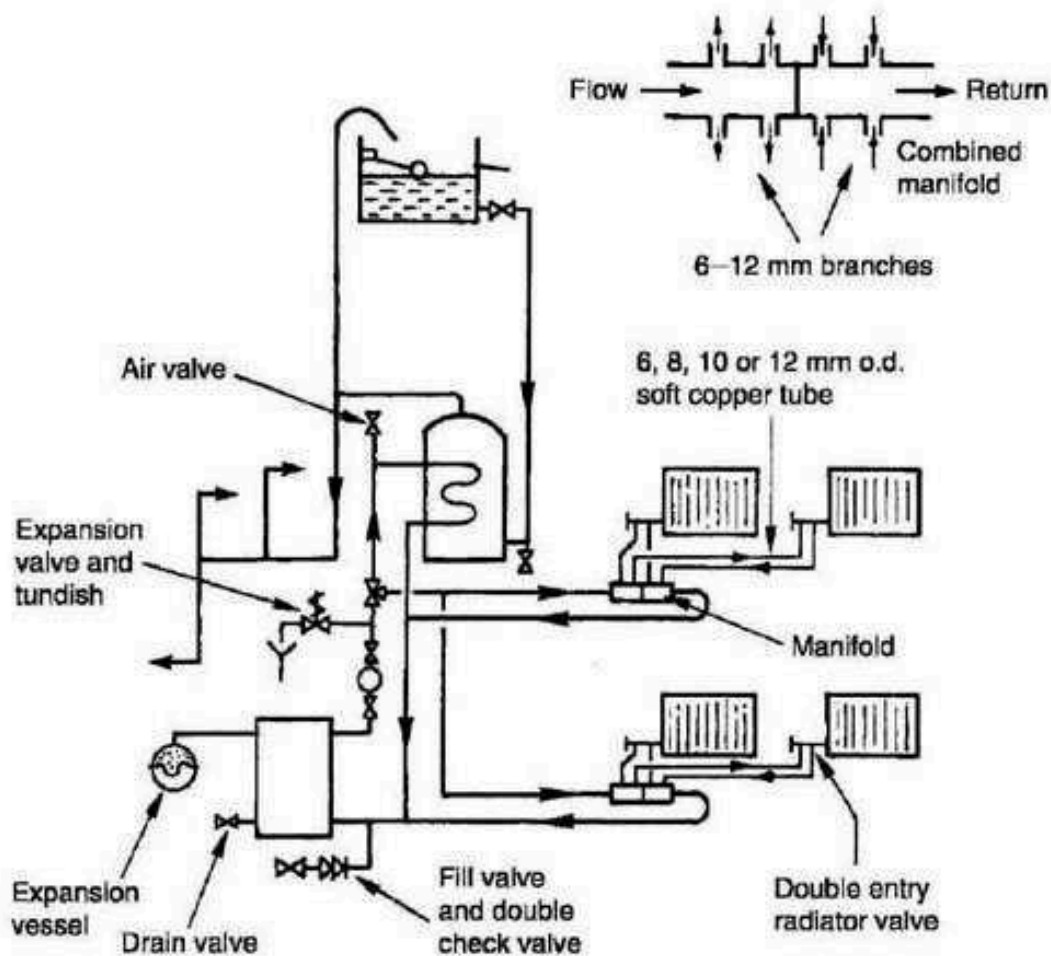 Flow
Return
Combined
manifold
6–12 mm branches
Air valve
6, 8, 10 or 12 mm o.d.
soft copper tube
Expansion
valve and
tundish
Manifold
Expansion
vessel
Drain valve
Fill valve
and double
check valve
Double entry
radiator valve